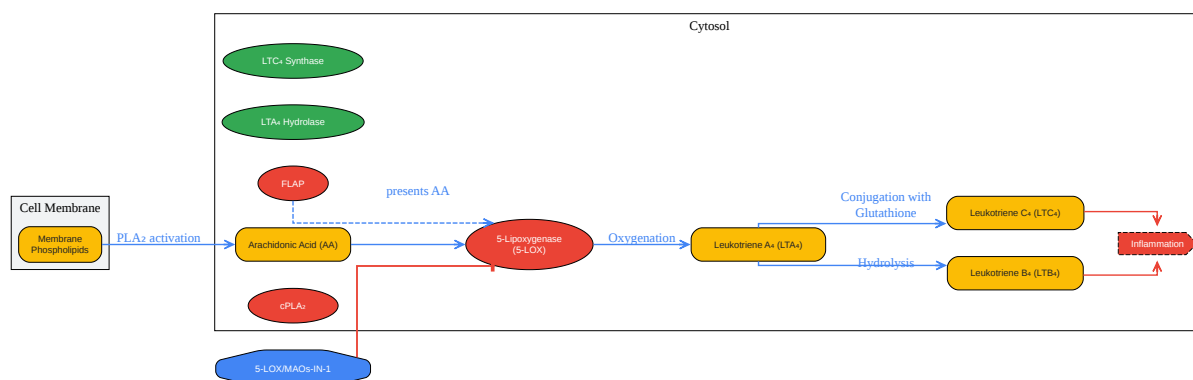 Cytosol
LTC₄ Synthase
LTA₄ Hydrolase
FLAP
presents AA
Cell Membrane
Membrane
Phospholipids
PLA₂ activation
Arachidonic Acid (AA)
5-Lipoxygenase
(5-LOX)
Oxygenation
Leukotriene A₄ (LTA₄)
Conjugation with
Glutathione
Hydrolysis
Leukotriene C₄ (LTC₄)
Leukotriene B₄ (LTB₄)
Inflammation
cPLA₂
5-LOX/MAOs-IN-1